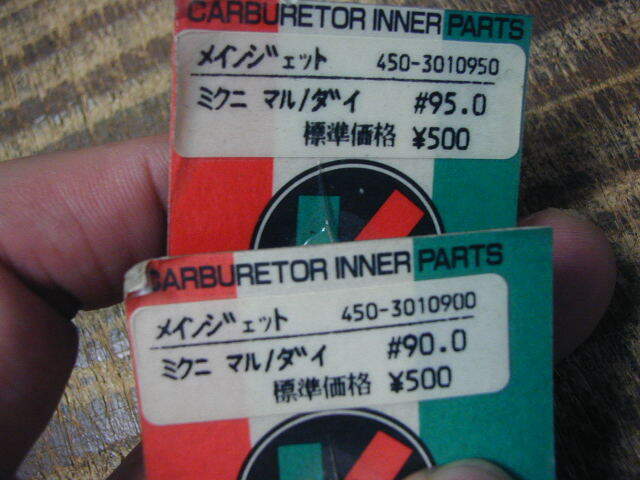 CARBURETOR INNER PARTS
メインジェット 450-3010950
ミクニ マル/ダイ #95.0
標準価格 ¥500
CARBURETOR INNER PARTS
メインジェット 450-3010900
ミクニ マル/ダイ #90.0
標準価格 ¥500